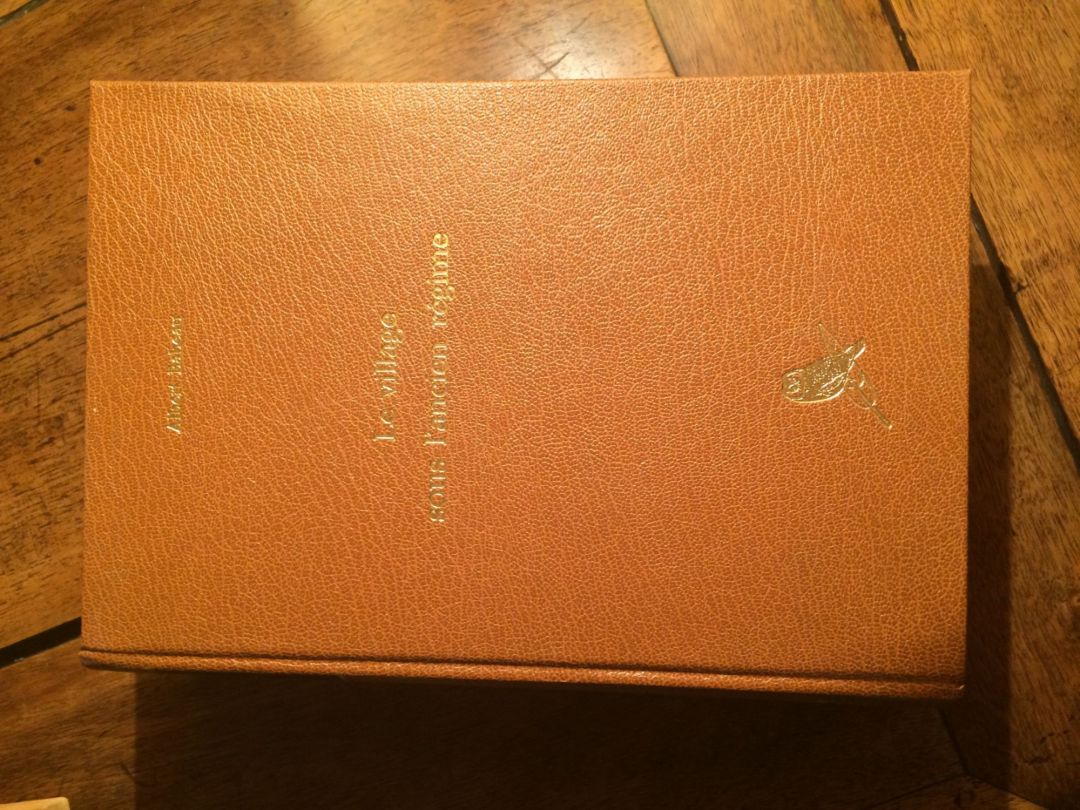 Albert Babeau
Le village
sous l'ancien régime